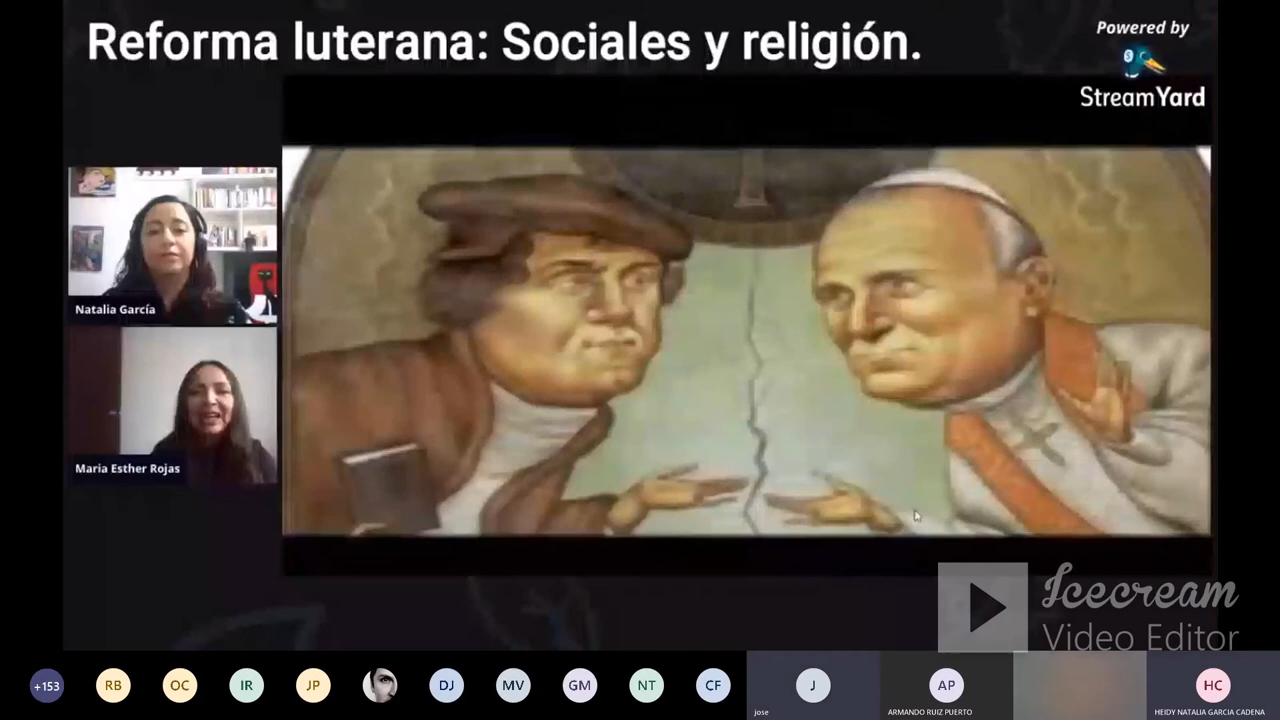 Reforma luterana: Sociales y religión.
Powered by
StreamYard
Natalia García
Maria Esther Rojas
Icecream
Video Editor
+153
RB
OC
IR
JP
DJ
MV
GM
NT
CF
J
jose
AP
ARMANDO RUIZ PUERTO
HC
HEIDY NATALIA GARCIA CADENA